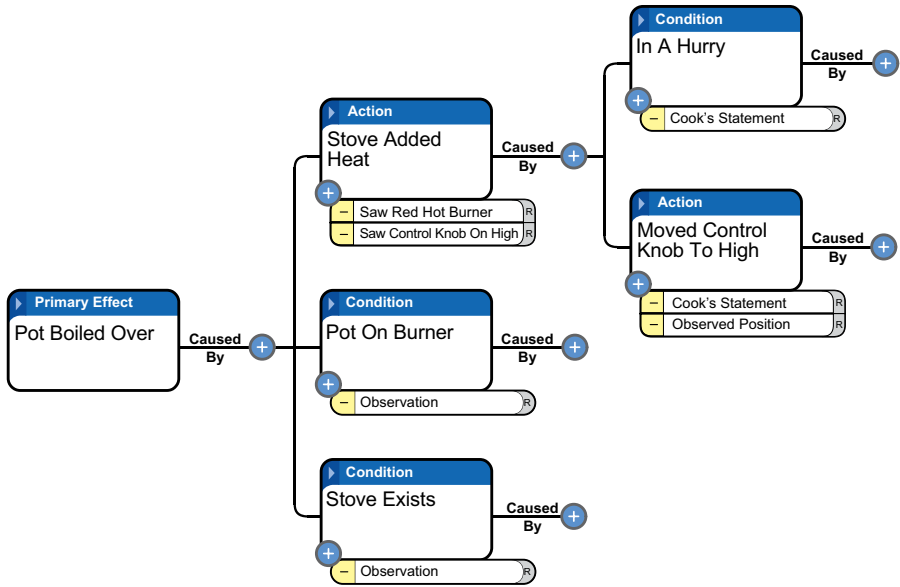 Primary Effect
Pot Boiled Over
Caused
By
+
Action
Stove Added
Heat
+
– Saw Red Hot Burner R
– Saw Control Knob On High R
Caused
By
+
Condition
Pot On Burner
+
– Observation R
Caused
By
+
Condition
Stove Exists
+
– Observation R
Caused
By
+
Condition
In A Hurry
+
– Cook’s Statement R
Caused
By
+
Action
Moved Control
Knob To High
+
– Cook’s Statement R
– Observed Position R
Caused
By
+